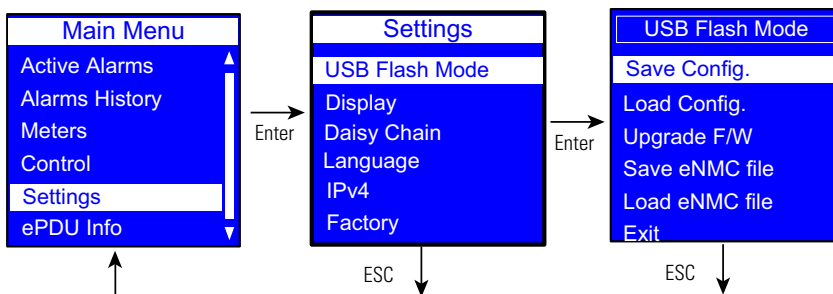 Main Menu
Active Alarms
Alarms History
Meters
Control
Settings
ePDU Info
Enter
Settings
USB Flash Mode
Display
Daisy Chain
Language
IPv4
Factory
ESC
Enter
USB Flash Mode
Save Config.
Load Config.
Upgrade F/W
Save eNMC file
Load eNMC file
Exit
ESC